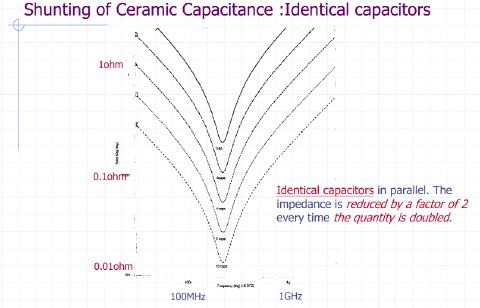 Shunting of Ceramic Capacitance :Identical capacitors
1ohm
0.1ohm
0.01ohm
Identical capacitors in parallel. The
impedance is reduced by a factor of 2
every time the quantity is doubled.
100MHz
1GHz